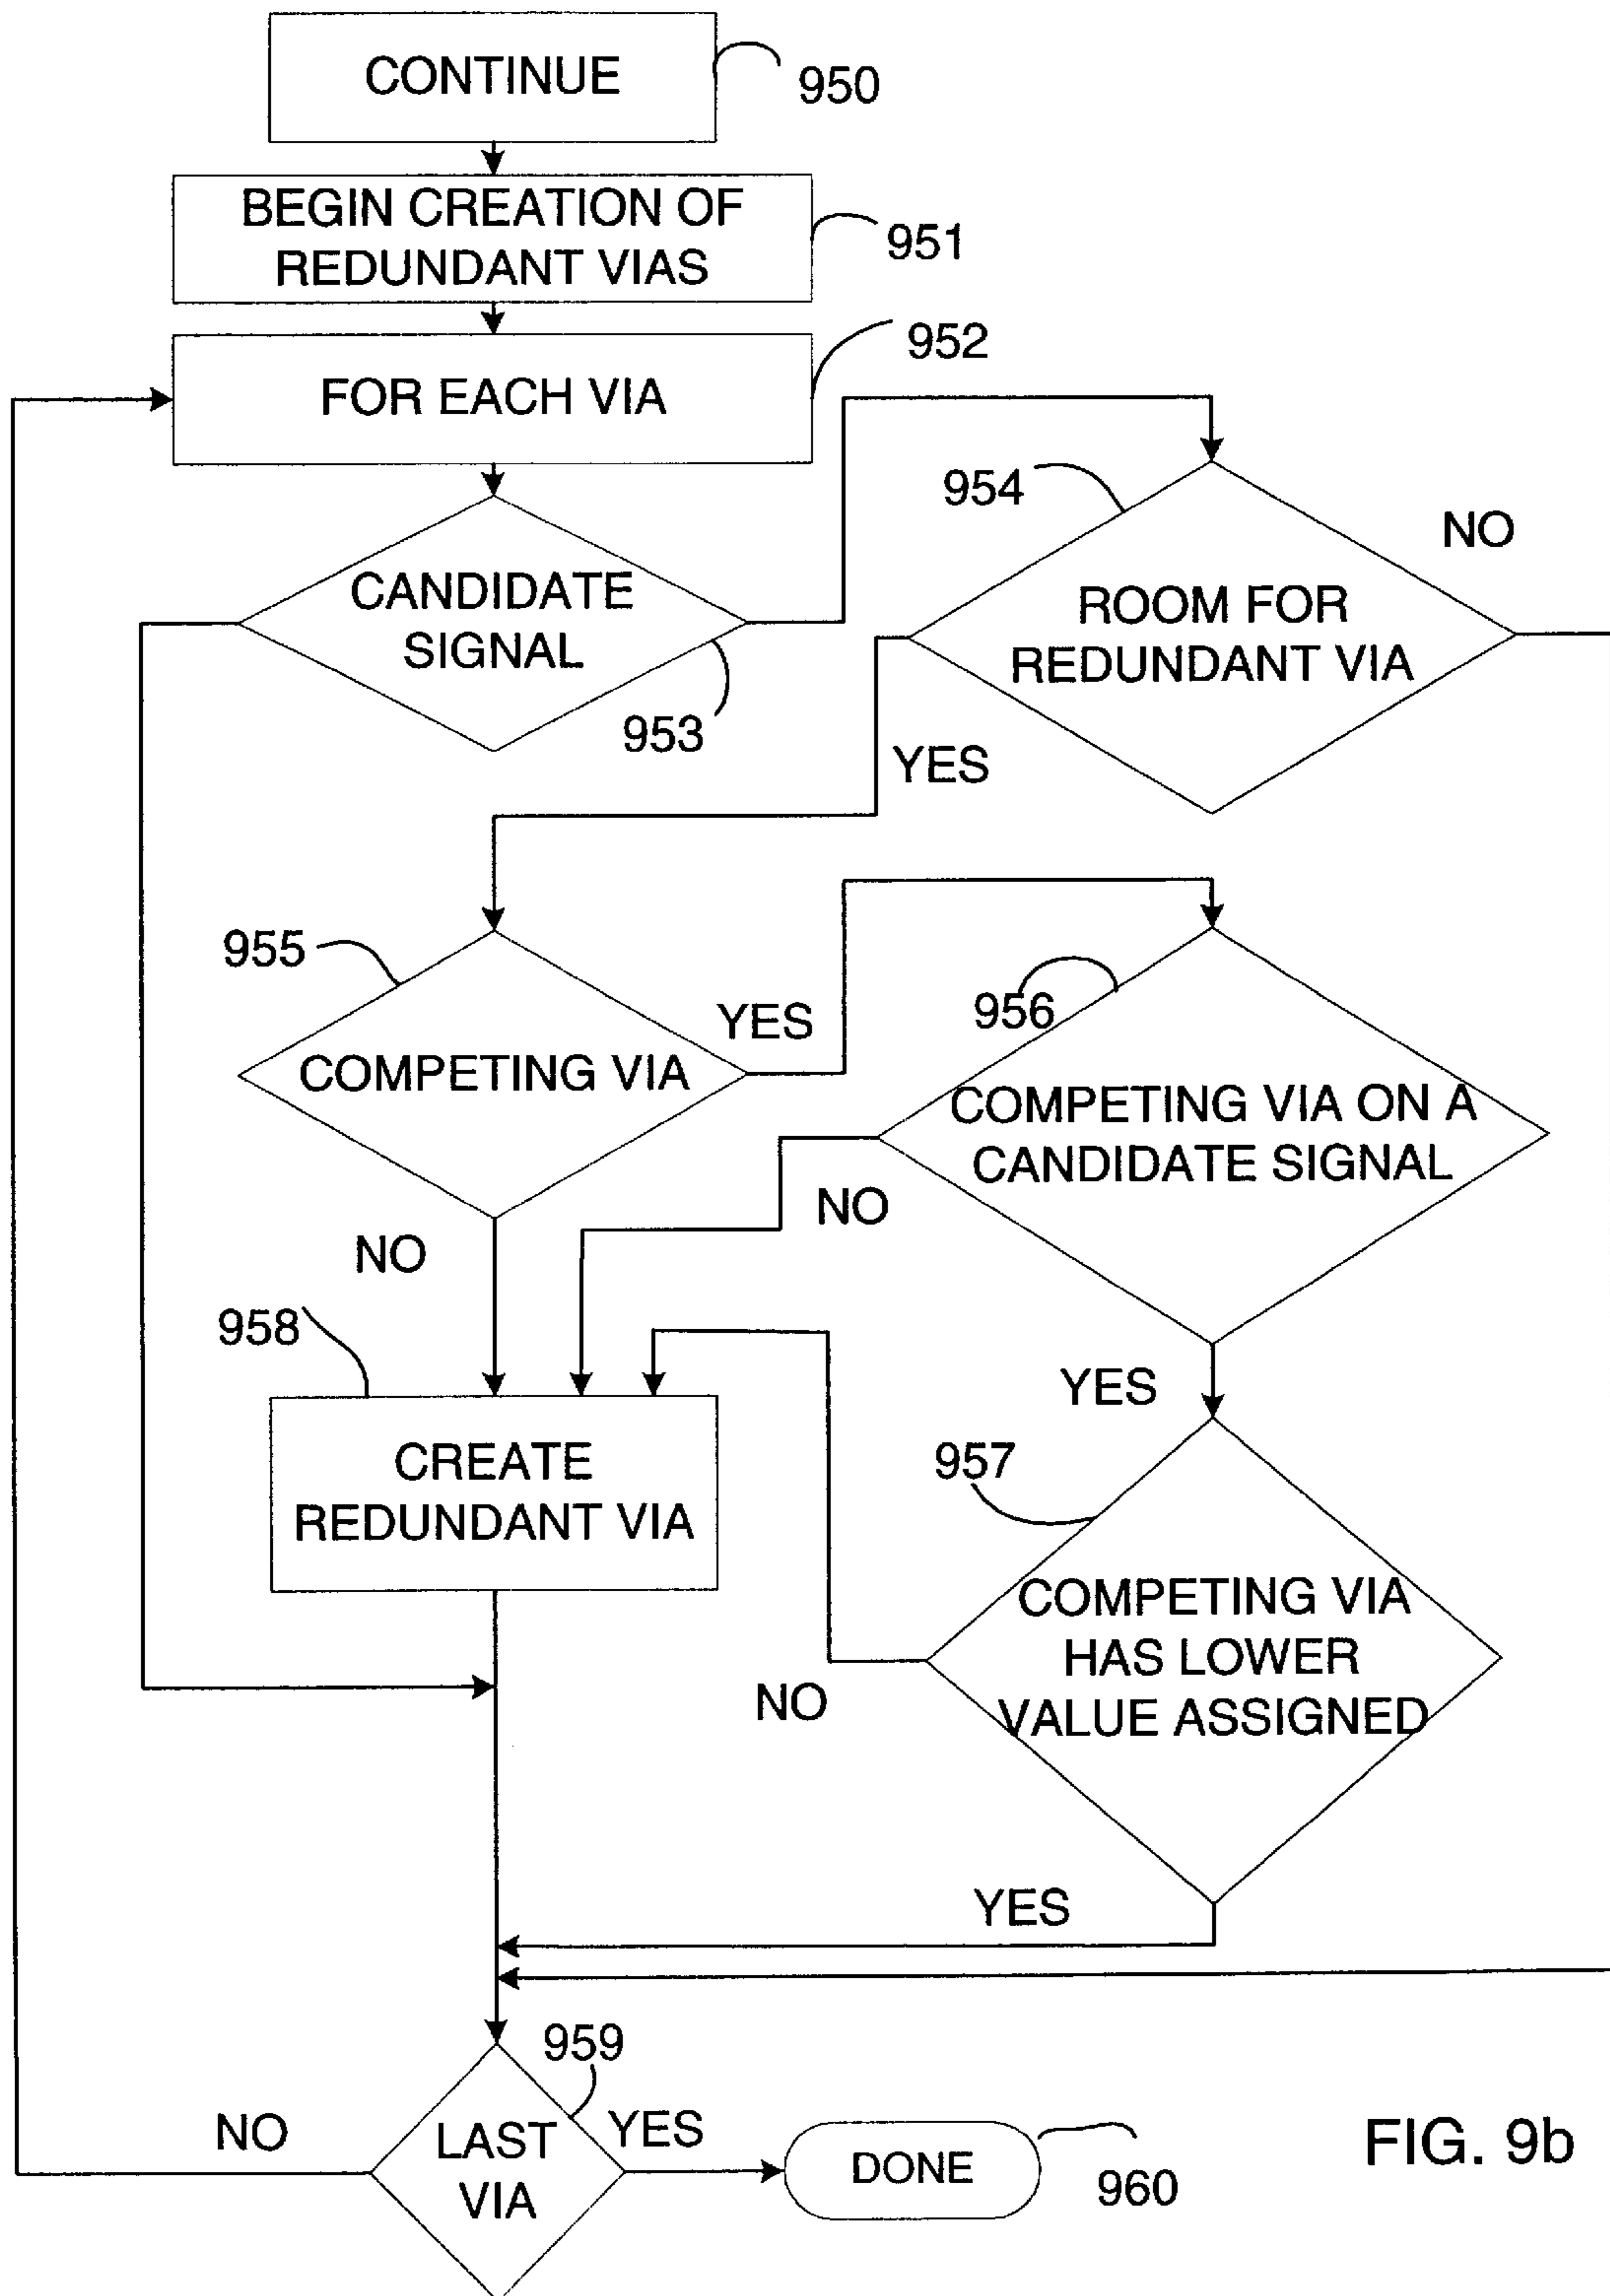 CONTINUE
950
BEGIN CREATION OF
REDUNDANT VIAS
951
952
FOR EACH VIA
954
NO
CANDIDATE
SIGNAL
953
ROOM FOR
REDUNDANT VIA
YES
955
COMPETING VIA
YES
956
COMPETING VIA ON A
CANDIDATE SIGNAL
NO
NO
958
YES
CREATE
REDUNDANT VIA
957
COMPETING VIA
HAS LOWER
VALUE ASSIGNED
NO
YES
959
NO
LAST
VIA
YES
DONE
960
FIG. 9b